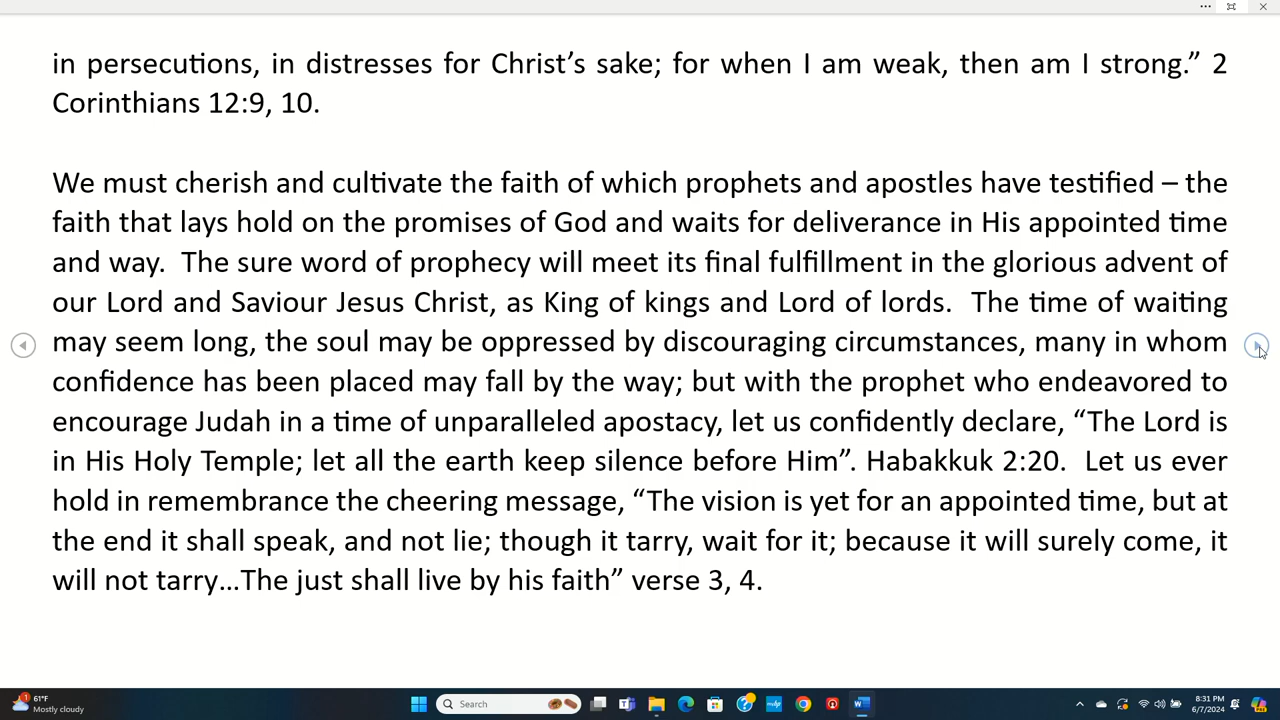 in persecutions, in distresses for Christ’s sake; for when I am weak, then am I strong.” 2
Corinthians 12:9, 10.
We must cherish and cultivate the faith of which prophets and apostles have testified – the
faith that lays hold on the promises of God and waits for deliverance in His appointed time
and way.  The sure word of prophecy will meet its final fulfillment in the glorious advent of
our Lord and Saviour Jesus Christ, as King of kings and Lord of lords.  The time of waiting
may seem long, the soul may be oppressed by discouraging circumstances, many in whom
confidence has been placed may fall by the way; but with the prophet who endeavored to
encourage Judah in a time of unparalleled apostacy, let us confidently declare, “The Lord is
in His Holy Temple; let all the earth keep silence before Him”. Habakkuk 2:20.  Let us ever
hold in remembrance the cheering message, “The vision is yet for an appointed time, but at
the end it shall speak, and not lie; though it tarry, wait for it; because it will surely come, it
will not tarry…The just shall live by his faith” verse 3, 4.
1
61°F
Mostly cloudy
Search
8:31 PM
6/7/2024